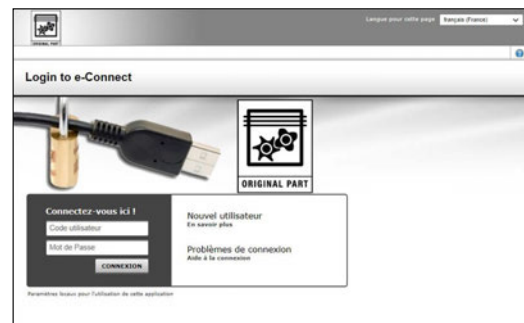 ORIGINAL PART
Langue pour cette page français (France)
Login to e-Connect
ORIGINAL PART
Connectez-vous ici !
Code utilisateur
Mot de Passe
CONNEXION
Nouvel utilisateur
En savoir plus
Problèmes de connexion
Aide à la connexion
Paramètres locaux pour l'utilisation de cette application